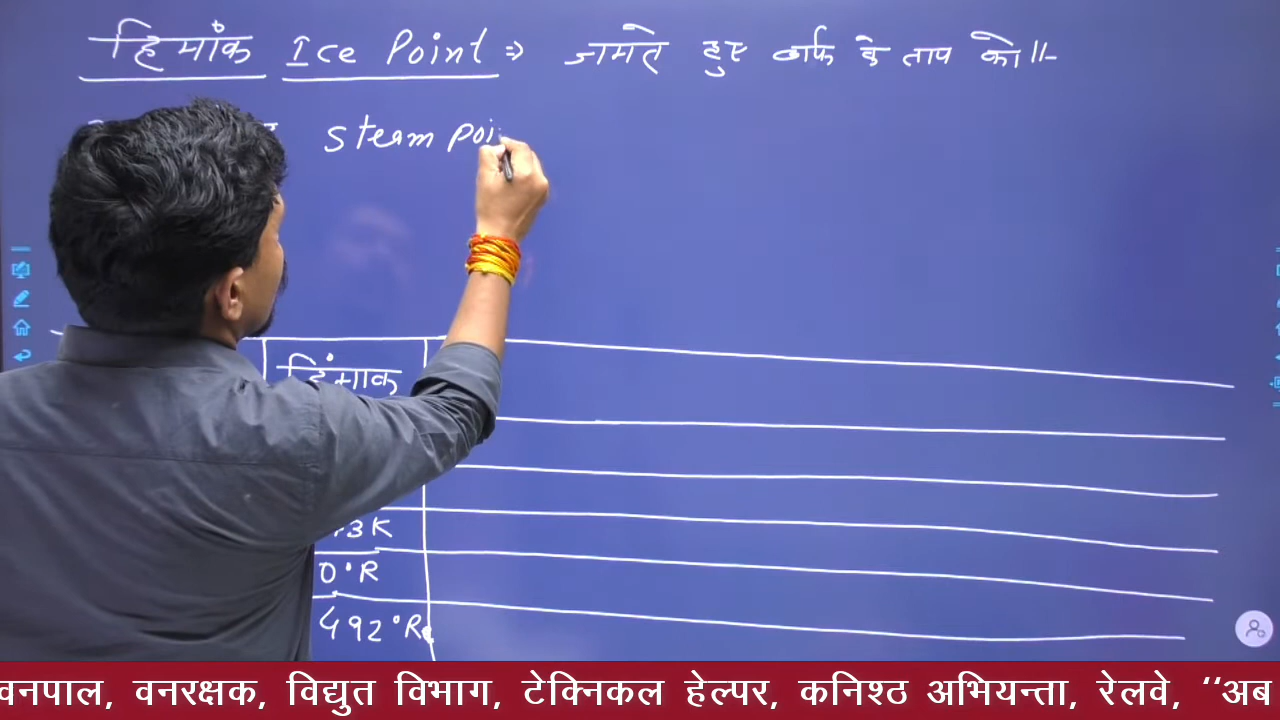 हिमांक Ice Point ⇒ जमते हुए बर्फ के ताप को॥-
steam poi
हिंमाक
3K
0°R
492°Ra
वनपाल, वनरक्षक, विद्युत विभाग, टेक्निकल हेल्पर, कनिश्ठ अभियन्ता, रेलवे, ‘‘अब